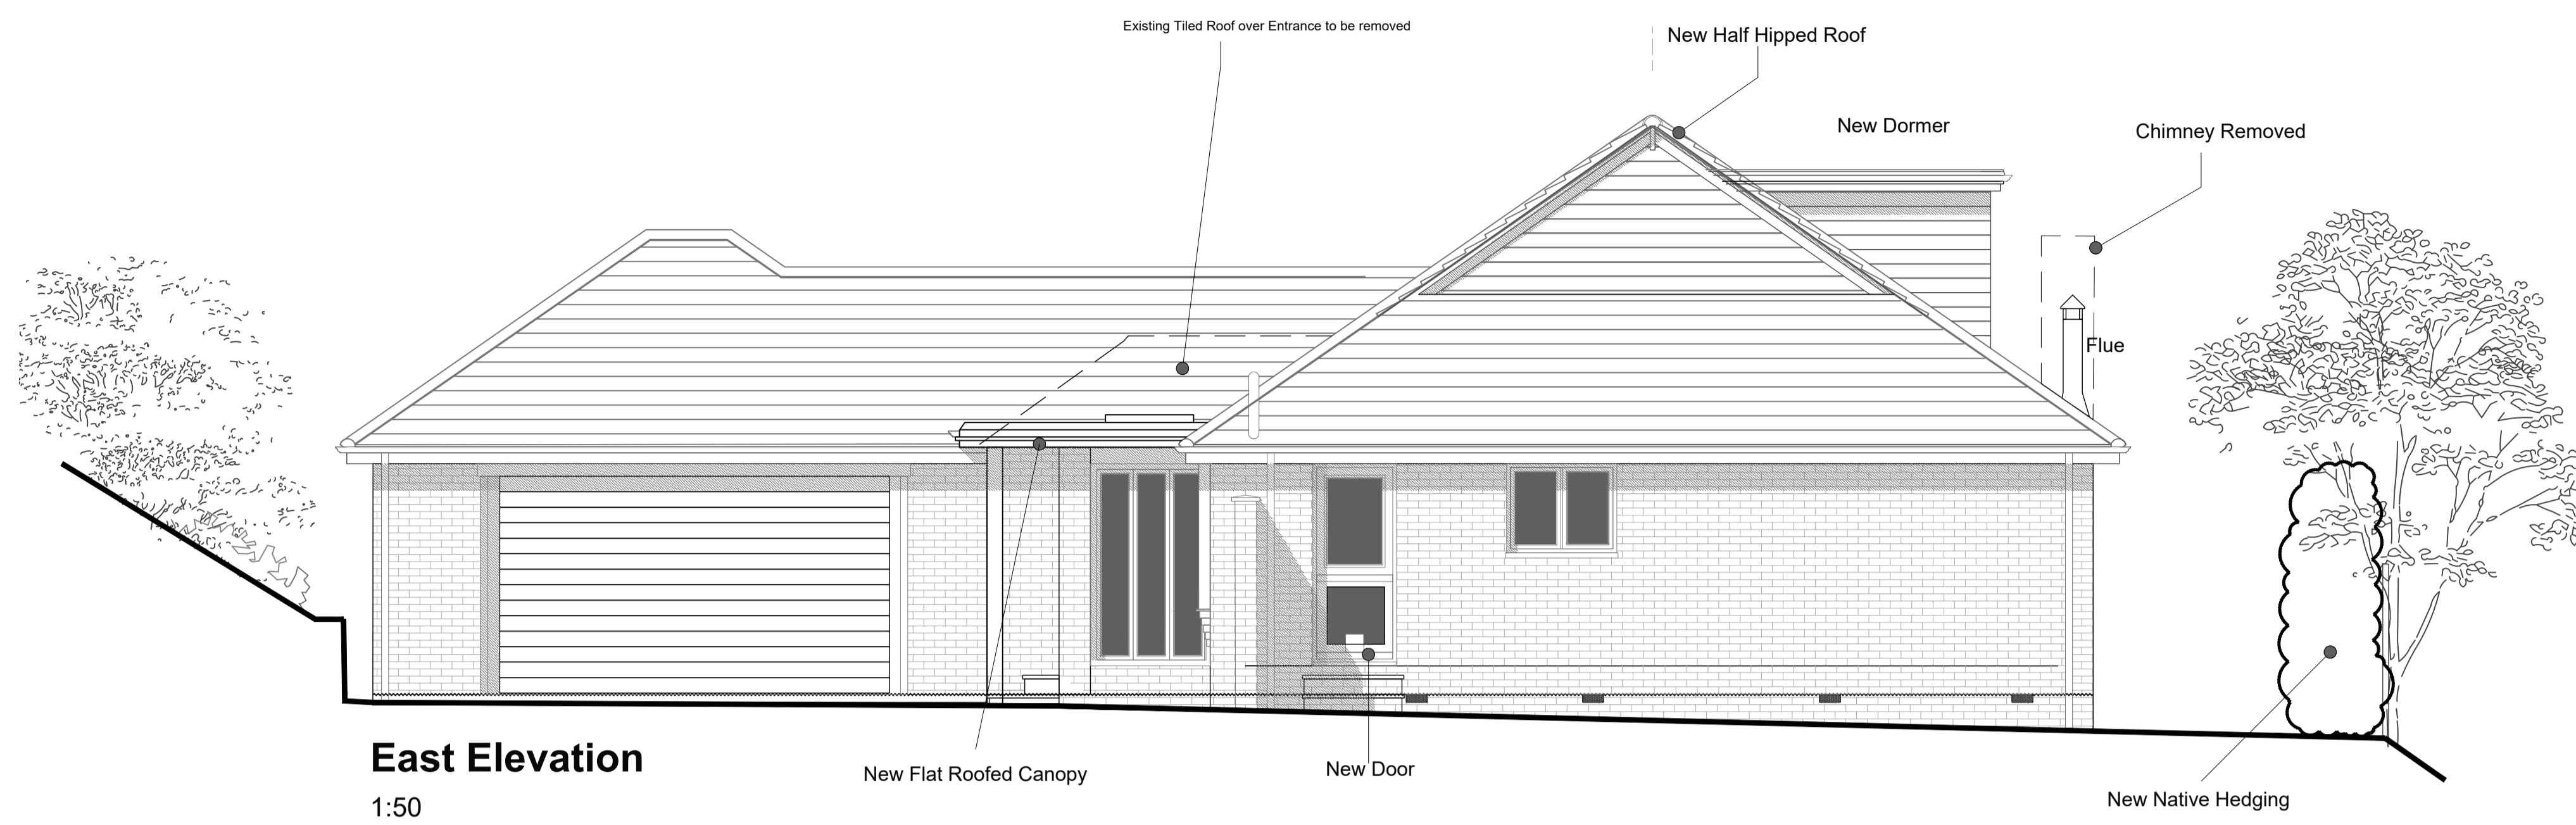 Existing Tiled Roof over Entrance to be removed
New Half Hipped Roof
New Dormer
Chimney Removed
Flue
East Elevation
1:50
New Flat Roofed Canopy
New Door
New Native Hedging